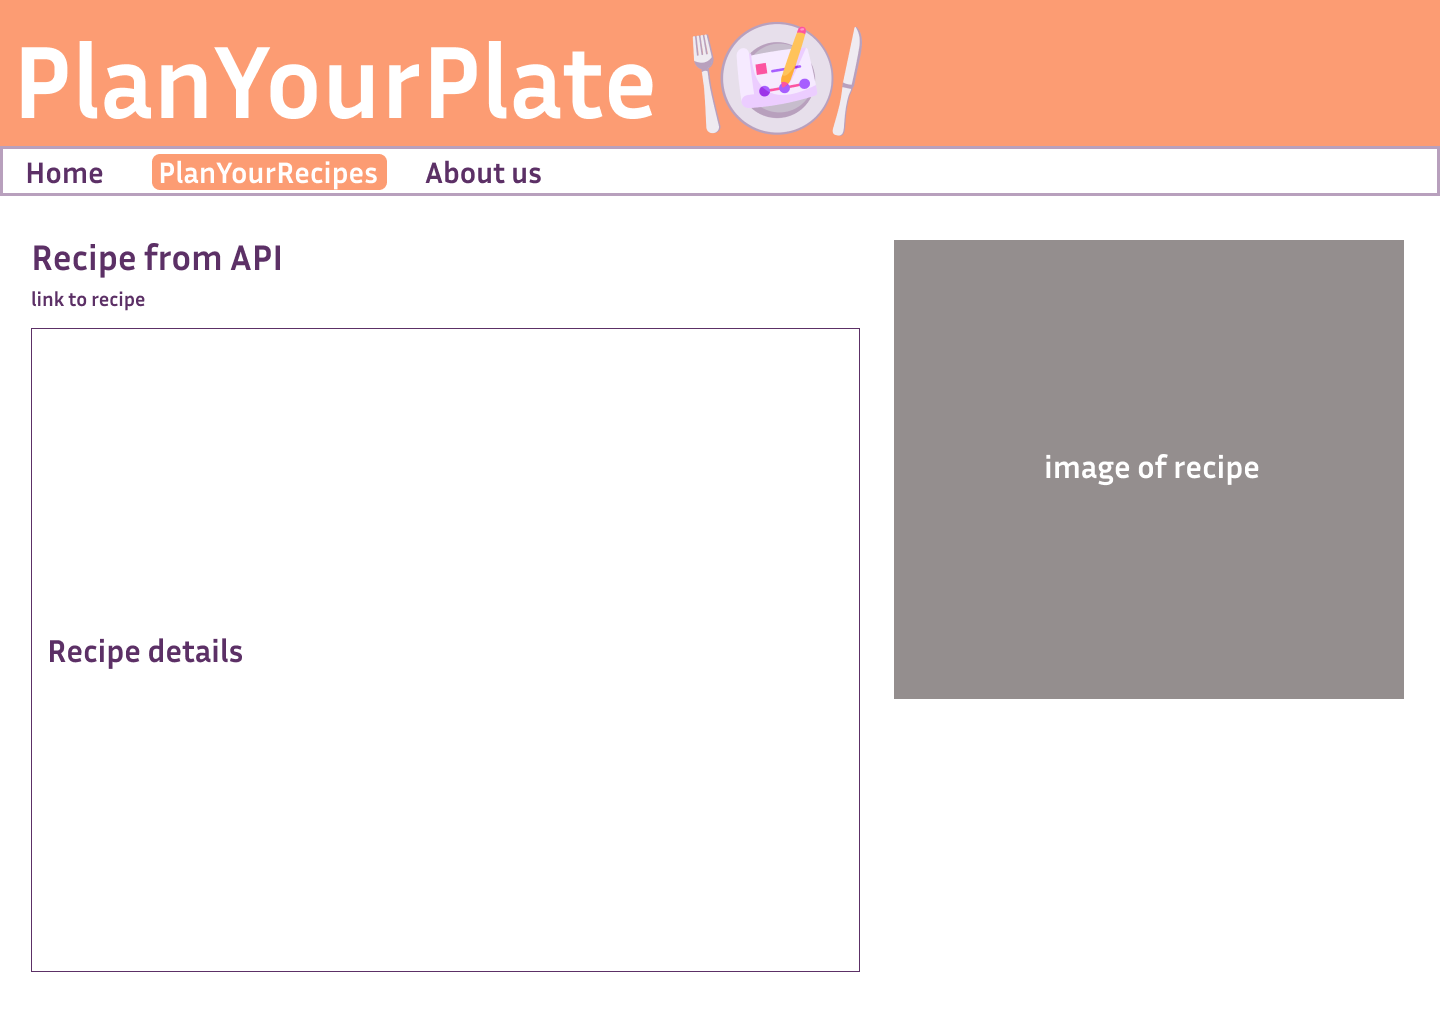 PlanYourPlate
Home PlanYourRecipes About us
Recipe from API
link to recipe
image of recipe
Recipe details